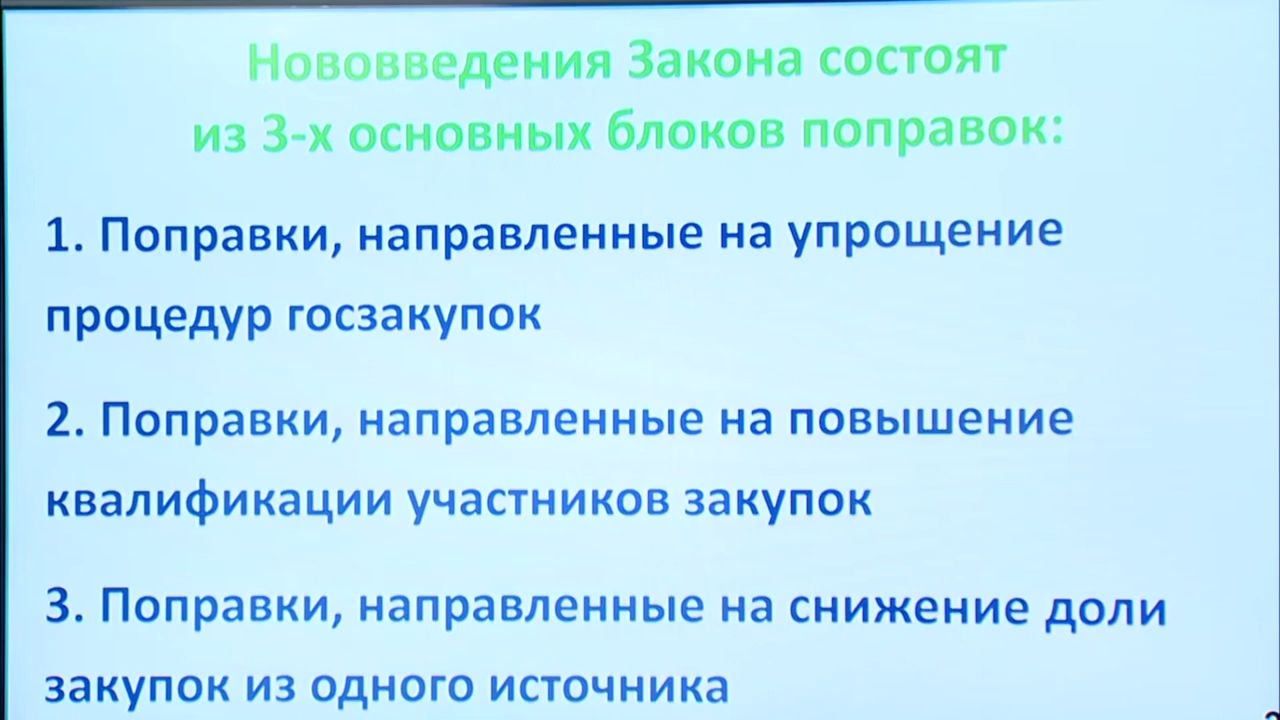 Нововведения Закона состоят
из 3-х основных блоков поправок:
1. Поправки, направленные на упрощение
процедур госзакупок
2. Поправки, направленные на повышение
квалификации участников закупок
3. Поправки, направленные на снижение доли
закупок из одного источника